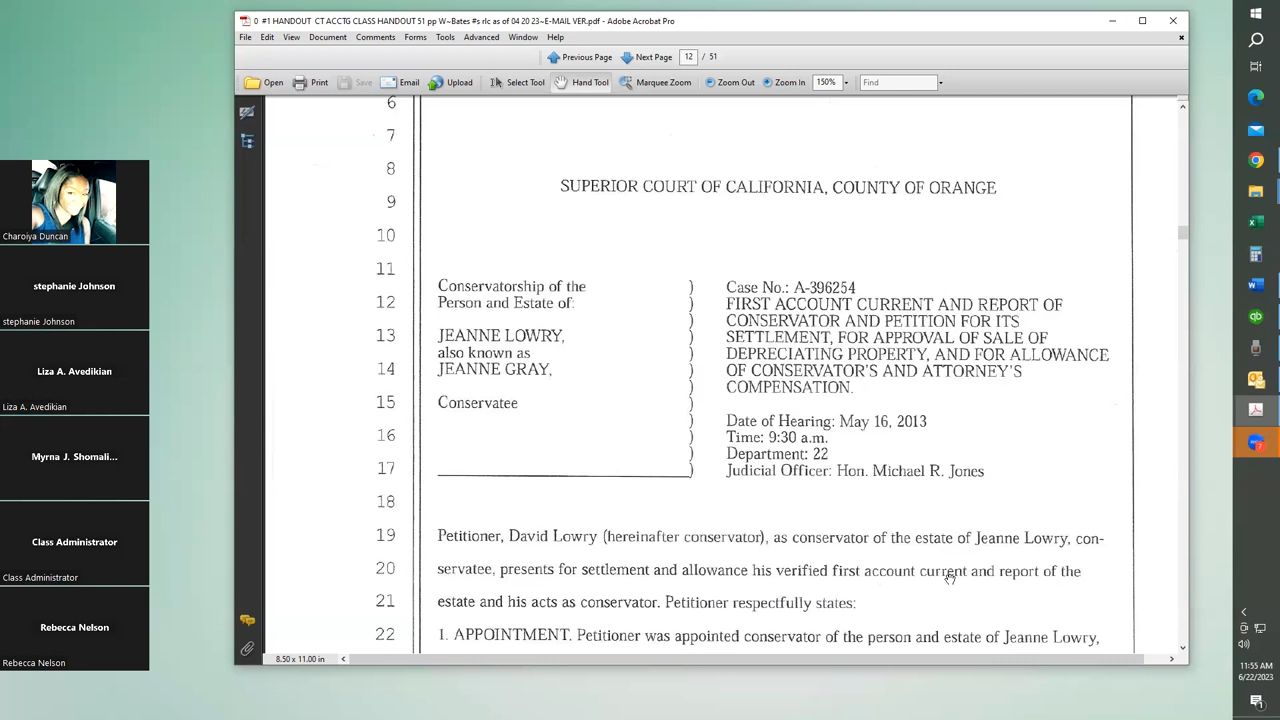 0 #1 HANDOUT CT ACCTG CLASS HANDOUT 51 pp W~Bates #s rlc as of 04 20 23~E-MAIL VER.pdf - Adobe Acrobat Pro
File Edit View Document Comments Forms Tools Advanced Window Help
Previous Page Next Page 12 / 51
Open Print Save Email Upload Select Tool Hand Tool Marquee Zoom Zoom Out Zoom In 150% Find
6
7
8
SUPERIOR COURT OF CALIFORNIA, COUNTY OF ORANGE
9
10
11
12
13
14
15
16
17
18
19
20
21
22
Conservatorship of the
Person and Estate of:
JEANNE LOWRY,
also known as
JEANNE GRAY,
Conservatee
)
)
)
)
)
)
)
)
)
)
)
)
Case No.: A-396254
FIRST ACCOUNT CURRENT AND REPORT OF
CONSERVATOR AND PETITION FOR ITS
SETTLEMENT, FOR APPROVAL OF SALE OF
DEPRECIATING PROPERTY, AND FOR ALLOWANCE
OF CONSERVATOR'S AND ATTORNEY'S
COMPENSATION.
Date of Hearing: May 16, 2013
Time: 9:30 a.m.
Department: 22
Judicial Officer: Hon. Michael R. Jones
Petitioner, David Lowry (hereinafter conservator), as conservator of the estate of Jeanne Lowry, con-
servatee, presents for settlement and allowance his verified first account current and report of the
estate and his acts as conservator. Petitioner respectfully states:
1. APPOINTMENT. Petitioner was appointed conservator of the person and estate of Jeanne Lowry,
8.50 x 11.00 in
Charoiya Duncan
stephanie Johnson
stephanie Johnson
Liza A. Avedikian
Liza A. Avedikian
Myrna J. Shomali...
Class Administrator
Class Administrator
Rebecca Nelson
Rebecca Nelson
11:55 AM
6/22/2023